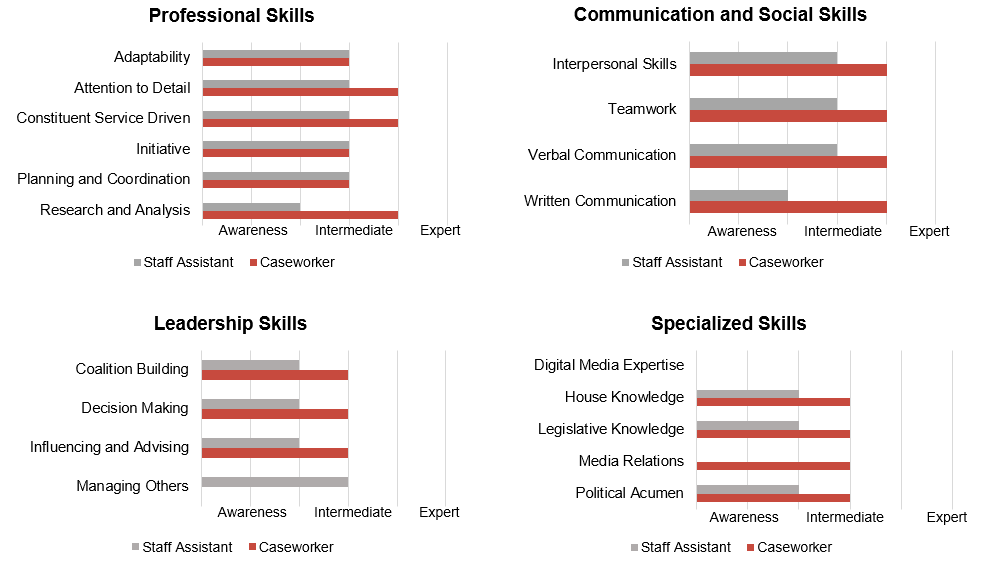 Professional Skills
Adaptability
Attention to Detail
Constituent Service Driven
Initiative
Planning and Coordination
Research and Analysis
Awareness Intermediate Expert
Staff Assistant Caseworker
Communication and Social Skills
Interpersonal Skills
Teamwork
Verbal Communication
Written Communication
Awareness Intermediate Expert
Staff Assistant Caseworker
Leadership Skills
Coalition Building
Decision Making
Influencing and Advising
Managing Others
Awareness Intermediate Expert
Staff Assistant Caseworker
Specialized Skills
Digital Media Expertise
House Knowledge
Legislative Knowledge
Media Relations
Political Acumen
Awareness Intermediate Expert
Staff Assistant Caseworker